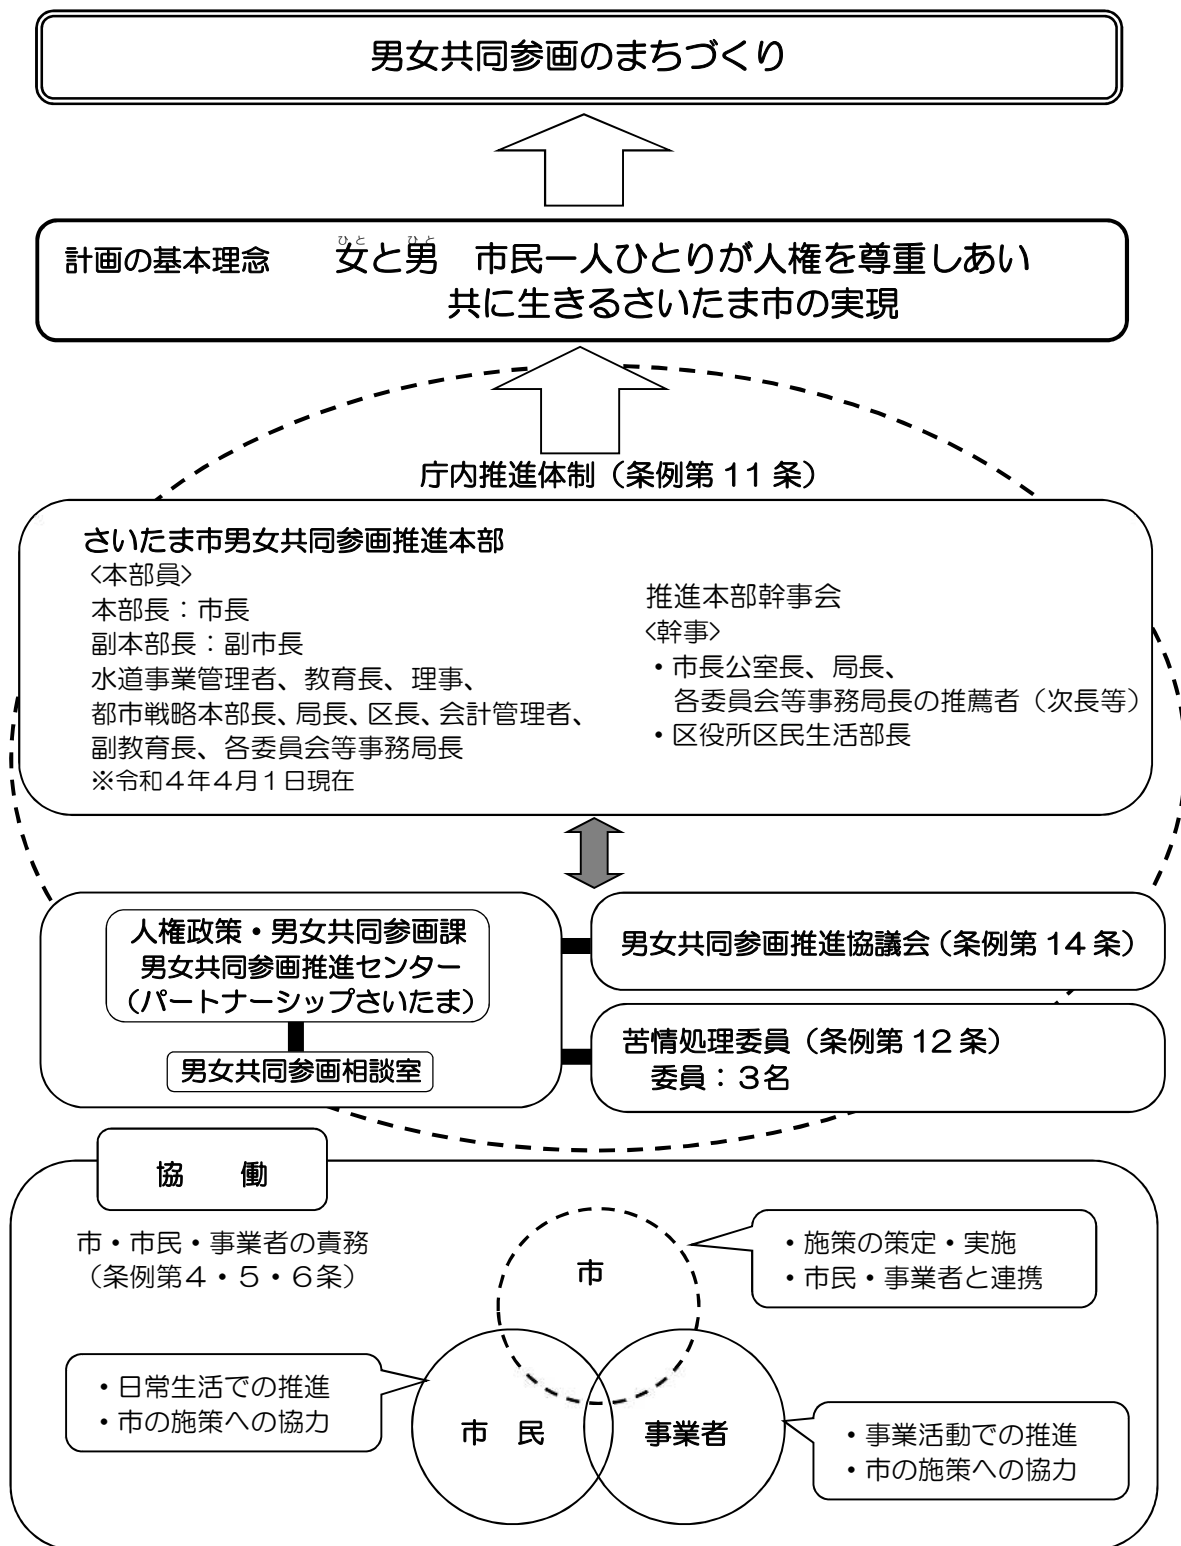 男女共同参画のまちづくり
計画の基本理念　女と男　市民一人ひとりが人権を尊重しあい
ひと　ひと
共に生きるさいたま市の実現
庁内推進体制（条例第 11 条）
さいたま市男女共同参画推進本部
〈本部員〉
本部長：市長
副本部長：副市長
水道事業管理者、教育長、理事、
都市戦略本部長、局長、区長、会計管理者、
副教育長、各委員会等事務局長
※令和４年４月１日現在
推進本部幹事会
〈幹事〉
・市長公室長、局長、
各委員会等事務局長の推薦者（次長等）
・区役所区民生活部長
人権政策・男女共同参画課
男女共同参画推進センター
（パートナーシップさいたま）
男女共同参画相談室
男女共同参画推進協議会（条例第 14 条）
苦情処理委員（条例第 12 条）
委員：３名
協　働
市・市民・事業者の責務
（条例第４・５・６条）
市
・施策の策定・実施
・市民・事業者と連携
・日常生活での推進
・市の施策への協力
市　民
事業者
・事業活動での推進
・市の施策への協力